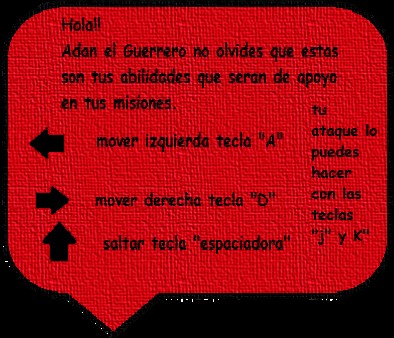 Hola!!
Adan el Guerrero no olvides que estas
son tus abilidades que seran de apoyo
en tus misiones.
mover izquierda tecla "A"
mover derecha tecla "D"
saltar tecla "espaciadora"
tu
ataque lo
puedes
hacer
con las
teclas
"j" y K"